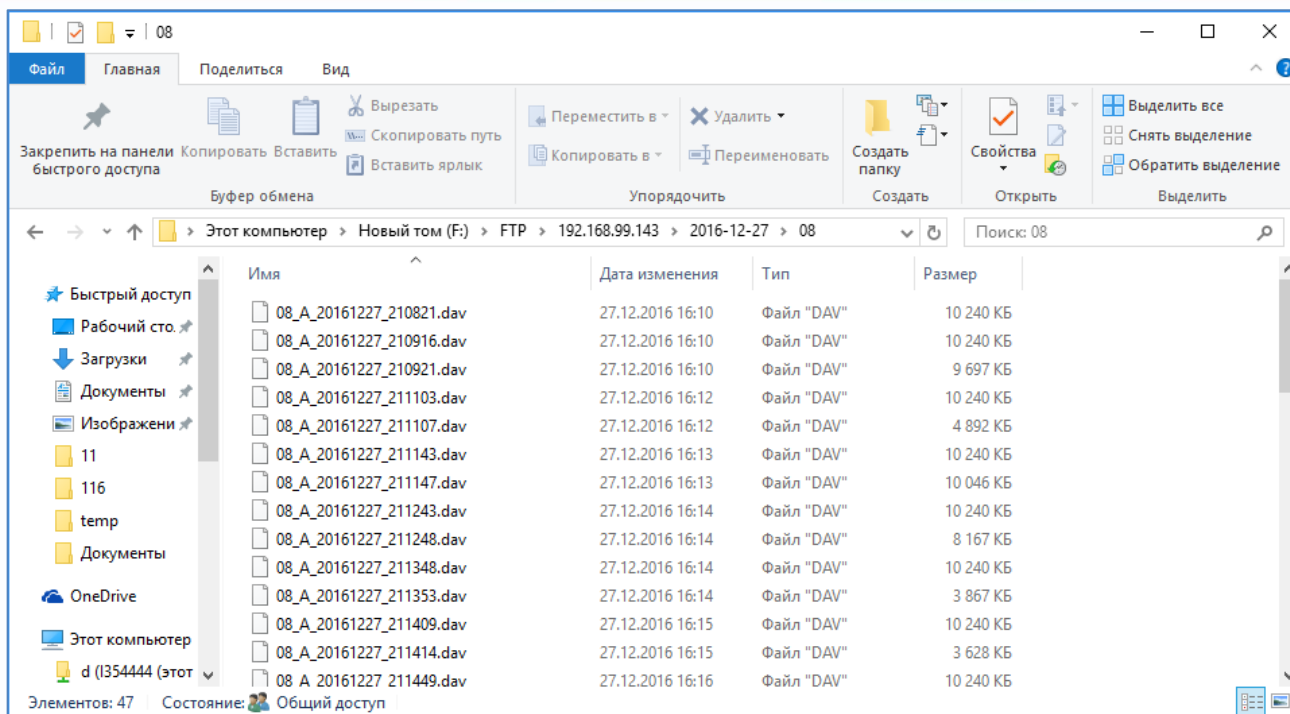 08
Файл Главная Поделиться Вид
Закрепить на панели быстрого доступа
Копировать
Вставить
Вырезать
Скопировать путь
Вставить ярлык
Буфер обмена
Переместить в
Копировать в
Удалить
Переименовать
Упорядочить
Создать папку
Создать
Свойства
Открыть
Выделить все
Снять выделение
Обратить выделение
Выделить
Этот компьютер > Новый том (F:) > FTP > 192.168.99.143 > 2016-12-27 > 08
Поиск: 08
Быстрый доступ
Рабочий сто.
Загрузки
Документы
Изображени
11
116
temp
Документы
OneDrive
Этот компьютер
d (I354444 (этот
Имя Дата изменения Тип Размер
08_A_20161227_210821.dav 27.12.2016 16:10 Файл "DAV" 10 240 КБ
08_A_20161227_210916.dav 27.12.2016 16:10 Файл "DAV" 10 240 КБ
08_A_20161227_210921.dav 27.12.2016 16:10 Файл "DAV" 9 697 КБ
08_A_20161227_211103.dav 27.12.2016 16:12 Файл "DAV" 10 240 КБ
08_A_20161227_211107.dav 27.12.2016 16:12 Файл "DAV" 4 892 КБ
08_A_20161227_211143.dav 27.12.2016 16:13 Файл "DAV" 10 240 КБ
08_A_20161227_211147.dav 27.12.2016 16:13 Файл "DAV" 10 046 КБ
08_A_20161227_211243.dav 27.12.2016 16:14 Файл "DAV" 10 240 КБ
08_A_20161227_211248.dav 27.12.2016 16:14 Файл "DAV" 8 167 КБ
08_A_20161227_211348.dav 27.12.2016 16:14 Файл "DAV" 10 240 КБ
08_A_20161227_211353.dav 27.12.2016 16:14 Файл "DAV" 3 867 КБ
08_A_20161227_211409.dav 27.12.2016 16:15 Файл "DAV" 10 240 КБ
08_A_20161227_211414.dav 27.12.2016 16:15 Файл "DAV" 3 628 КБ
08_A_20161227_211449.dav 27.12.2016 16:16 Файл "DAV" 10 240 КБ
Элементов: 47 Состояние: Общий доступ